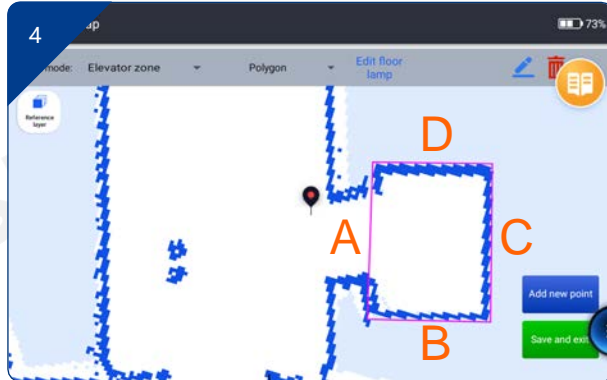 4
ap
73%
mode: Elevator zone Polygon Edit floor
lamp
Reference
layer
D
A
C
B
Add new point
Save and exit